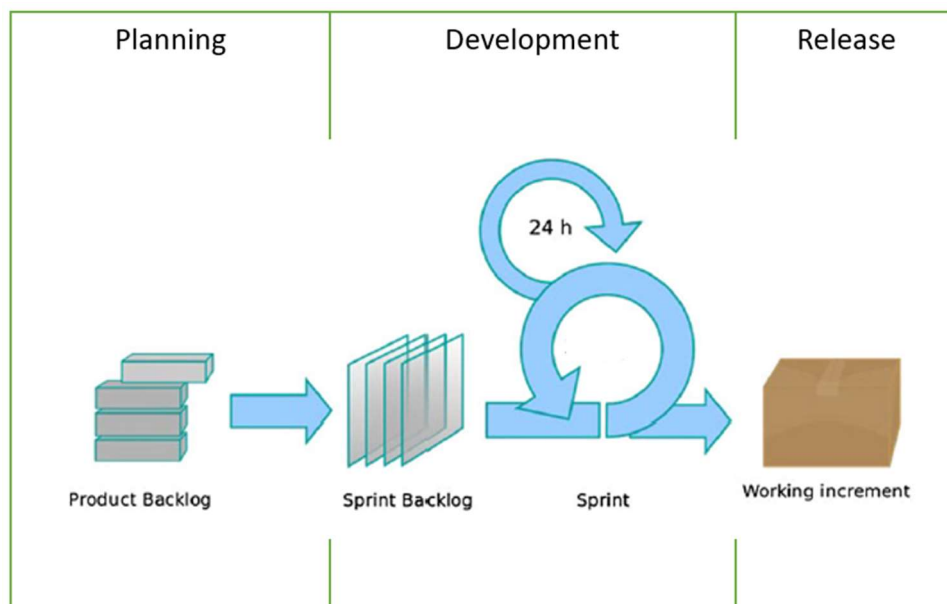 Planning
Development
Release
24 h
Product Backlog
Sprint Backlog
Sprint
Working increment